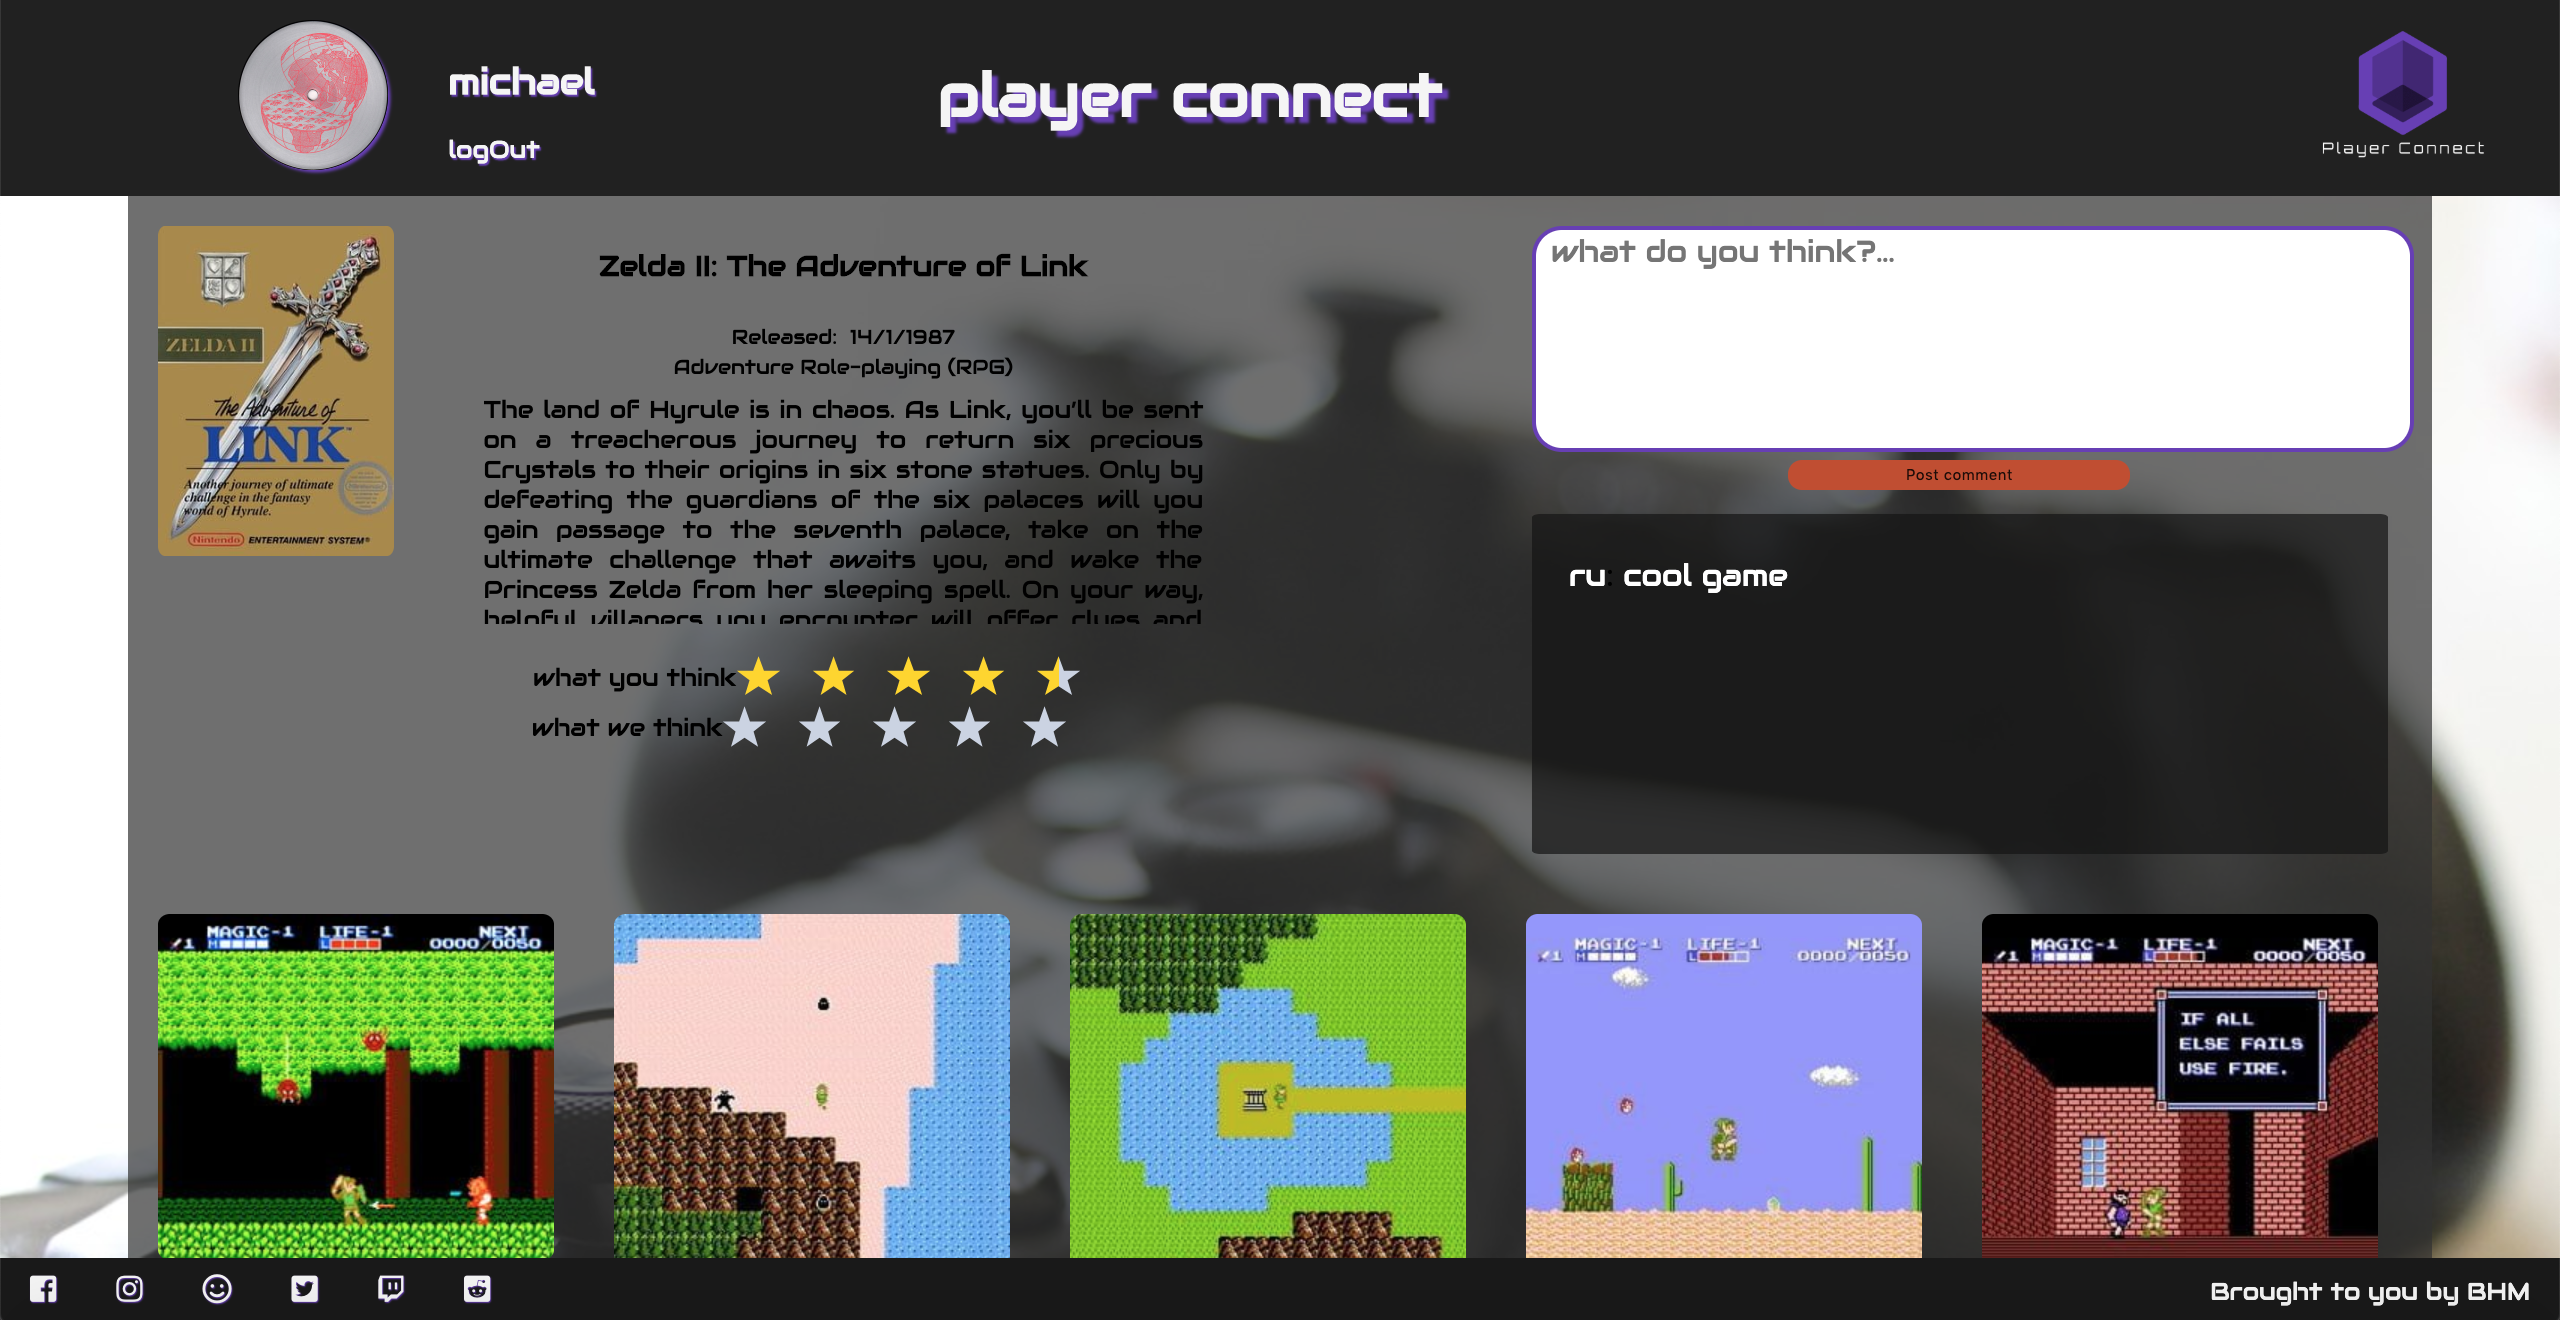 michael
logOut
player connect
Player Connect
ZELDA II
The Adventure of
LINK
Another journey of ultimate
challenge in the fantasy
world of Hyrule.
Nintendo ENTERTAINMENT SYSTEM®
Zelda II: The Adventure of Link
Released: 14/1/1987
Adventure Role-playing (RPG)
The land of Hyrule is in chaos. As Link, you'll be sent
on a treacherous journey to return six precious
Crystals to their origins in six stone statues. Only by
defeating the guardians of the six palaces will you
gain passage to the seventh palace, take on the
ultimate challenge that awaits you, and wake the
Princess Zelda from her sleeping spell. On your way,
helpful villagers you encounter will offer clues and
what you think
what we think
what do you think?...
Post comment
ru: cool game
MAGIC-1 LIFE-1 NEXT
1 M L 0000/0050
MAGIC-1 LIFE-1 NEXT
1 M L 0000/0050
MAGIC-1 LIFE-1 NEXT
1 M L 0000/0050
IF ALL
ELSE FAILS
USE FIRE.
Brought to you by BHM